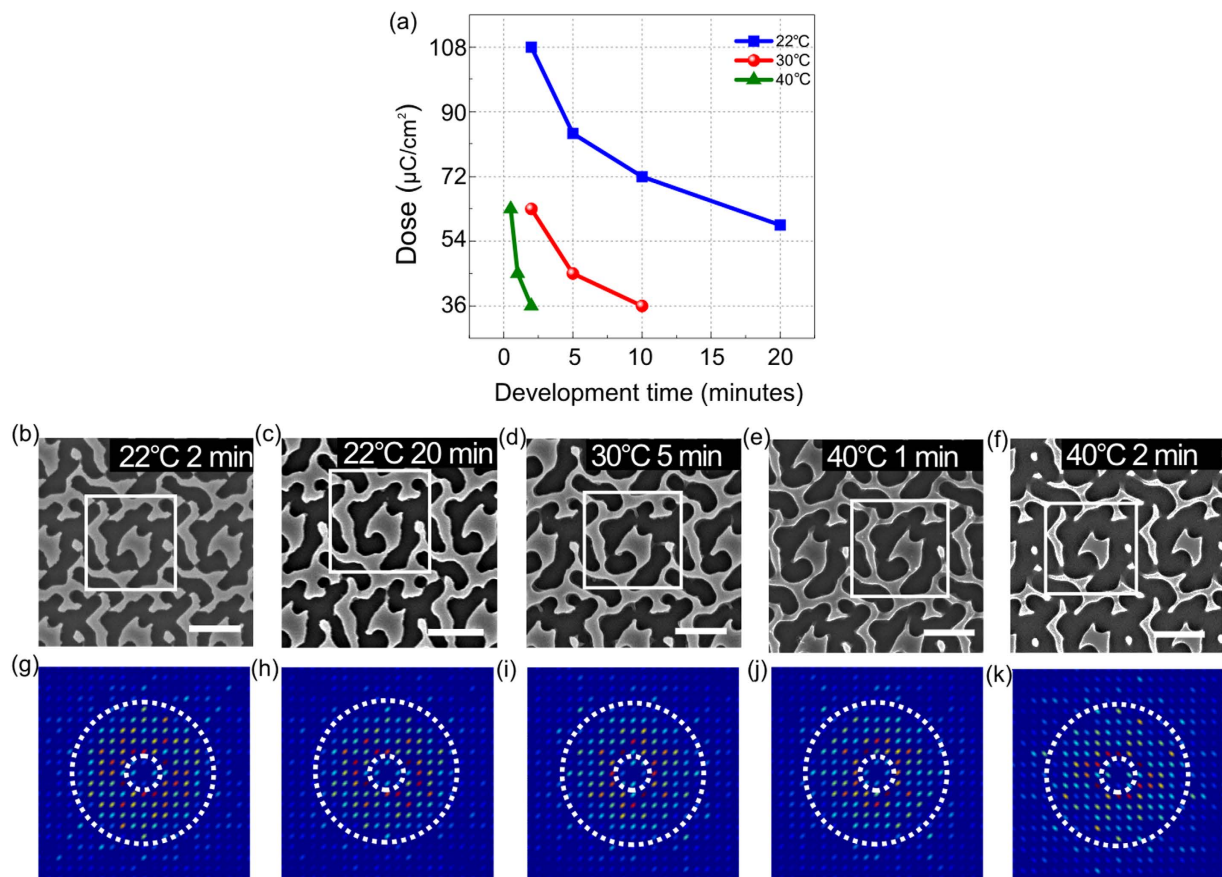 (a)
22℃
30℃
40℃
108
90
72
54
36
Dose (μC/cm²)
0 5 10 15 20
Development time (minutes)
(b) (c) (d) (e) (f)
22°C 2 min 22°C 20 min 30°C 5 min 40°C 1 min 40°C 2 min
(g) (h) (i) (j) (k)